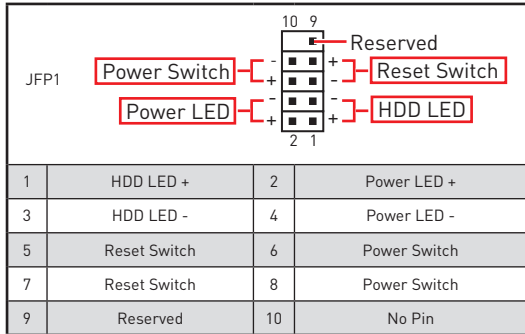 10 9
Reserved
- + 
Power Switch Reset Switch
+ -
JFP1
- -
Power LED HDD LED
+ +
2 1
1 HDD LED + 2 Power LED +
3 HDD LED - 4 Power LED -
5 Reset Switch 6 Power Switch
7 Reset Switch 8 Power Switch
9 Reserved 10 No Pin